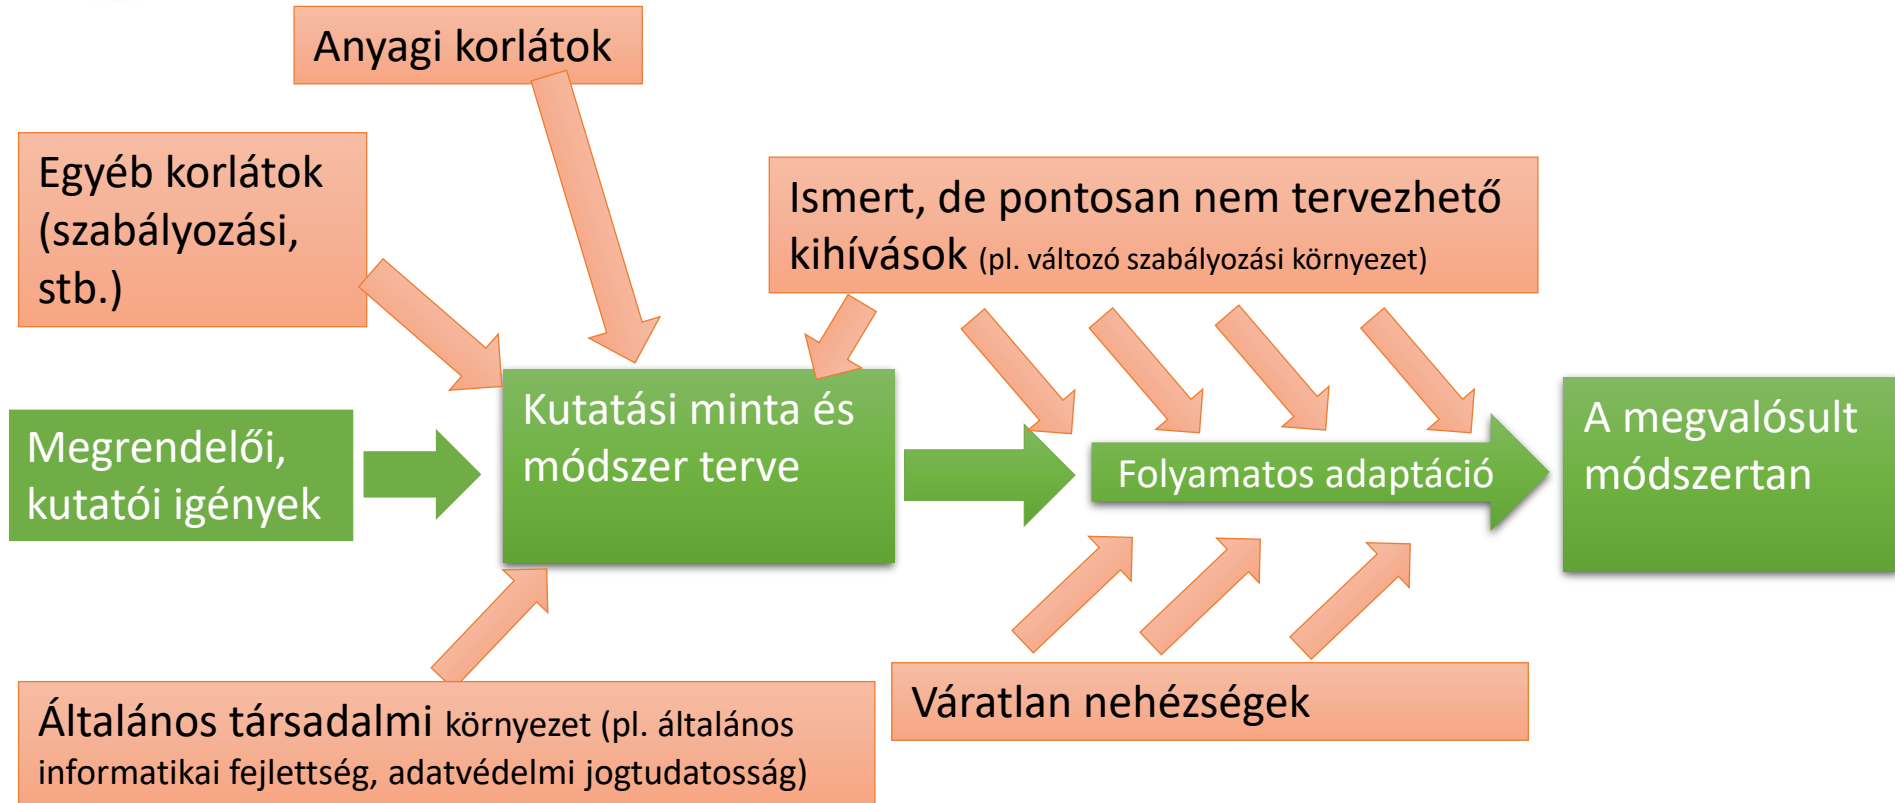 Anyagi korlátok
Egyéb korlátok
(szabályozási,
stb.)
Ismert, de pontosan nem tervezhető
kihívások (pl. változó szabályozási környezet)
Megrendelői,
kutatói igények
Kutatási minta és
módszer terve
Folyamatos adaptáció
A megvalósult
módszertan
Általános társadalmi környezet (pl. általános
informatikai fejlettség, adatvédelmi jogtudatosság)
Váratlan nehézségek